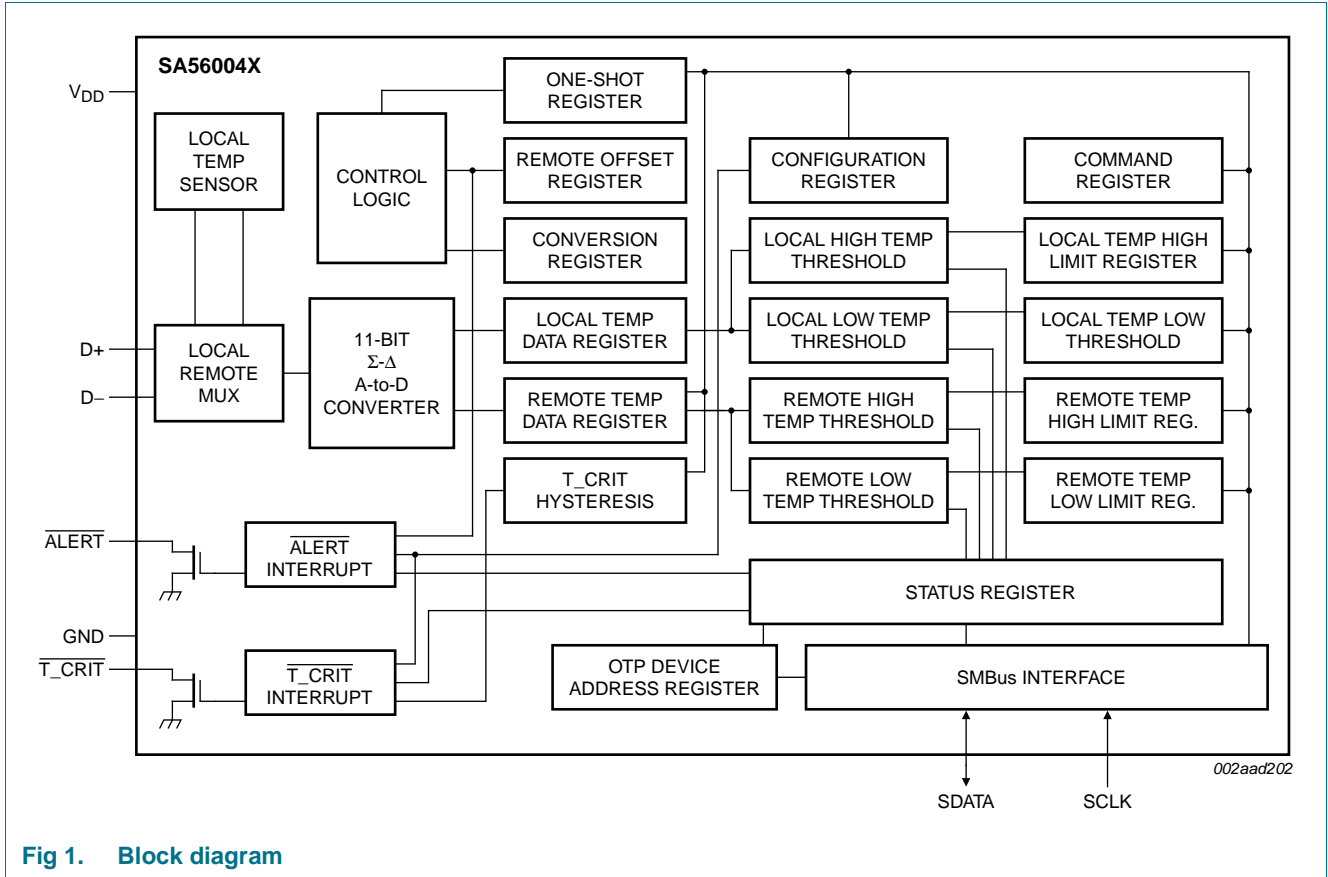 SA56004X
V_DD
LOCAL
TEMP
SENSOR
CONTROL
LOGIC
ONE-SHOT
REGISTER
REMOTE OFFSET
REGISTER
CONFIGURATION
REGISTER
COMMAND
REGISTER
CONVERSION
REGISTER
LOCAL HIGH TEMP
THRESHOLD
LOCAL TEMP HIGH
LIMIT REGISTER
D+
D−
LOCAL
REMOTE
MUX
11-BIT
Σ-Δ
A-to-D
CONVERTER
LOCAL TEMP
DATA REGISTER
LOCAL LOW TEMP
THRESHOLD
LOCAL TEMP LOW
THRESHOLD
REMOTE TEMP
DATA REGISTER
REMOTE HIGH
TEMP THRESHOLD
REMOTE TEMP
HIGH LIMIT REG.
T_CRIT
HYSTERESIS
REMOTE LOW
TEMP THRESHOLD
REMOTE TEMP
LOW LIMIT REG.
ALERT
ALERT
INTERRUPT
STATUS REGISTER
GND
T_CRIT
T_CRIT
INTERRUPT
OTP DEVICE
ADDRESS REGISTER
SMBus INTERFACE
002aad202
SDATA
SCLK
Fig 1. Block diagram